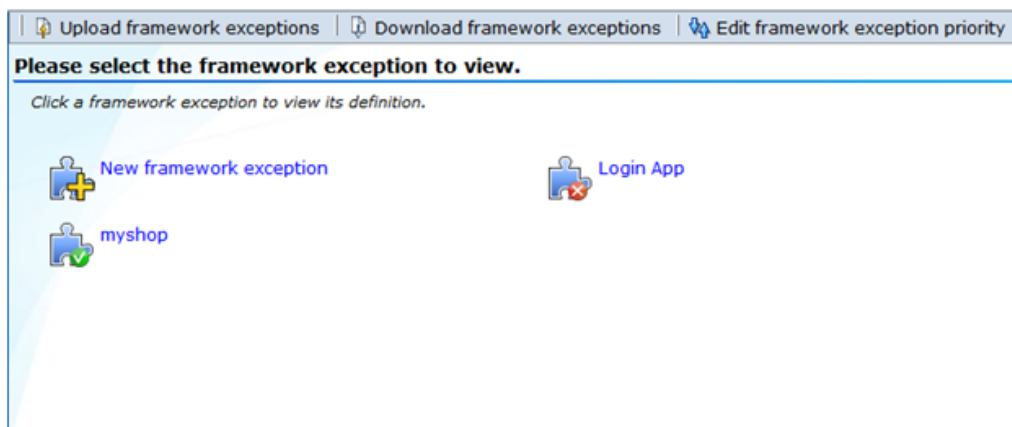 Upload framework exceptions Download framework exceptions Edit framework exception priority
Please select the framework exception to view.
Click a framework exception to view its definition.
New framework exception Login App
myshop